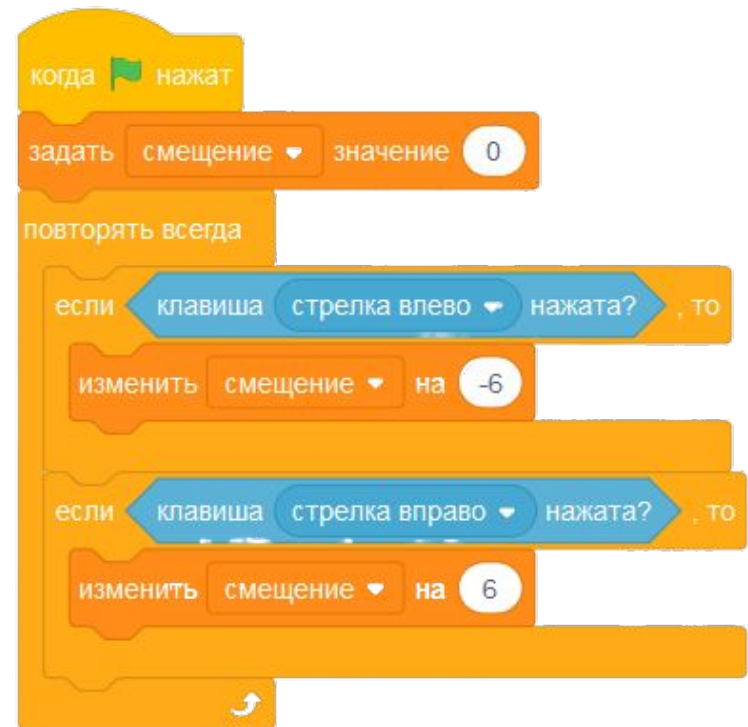 когда нажат
задать смещение значение 0
повторять всегда
если клавиша стрелка влево нажата? , то
изменить смещение на -6
если клавиша стрелка вправо нажата? , то
изменить смещение на 6